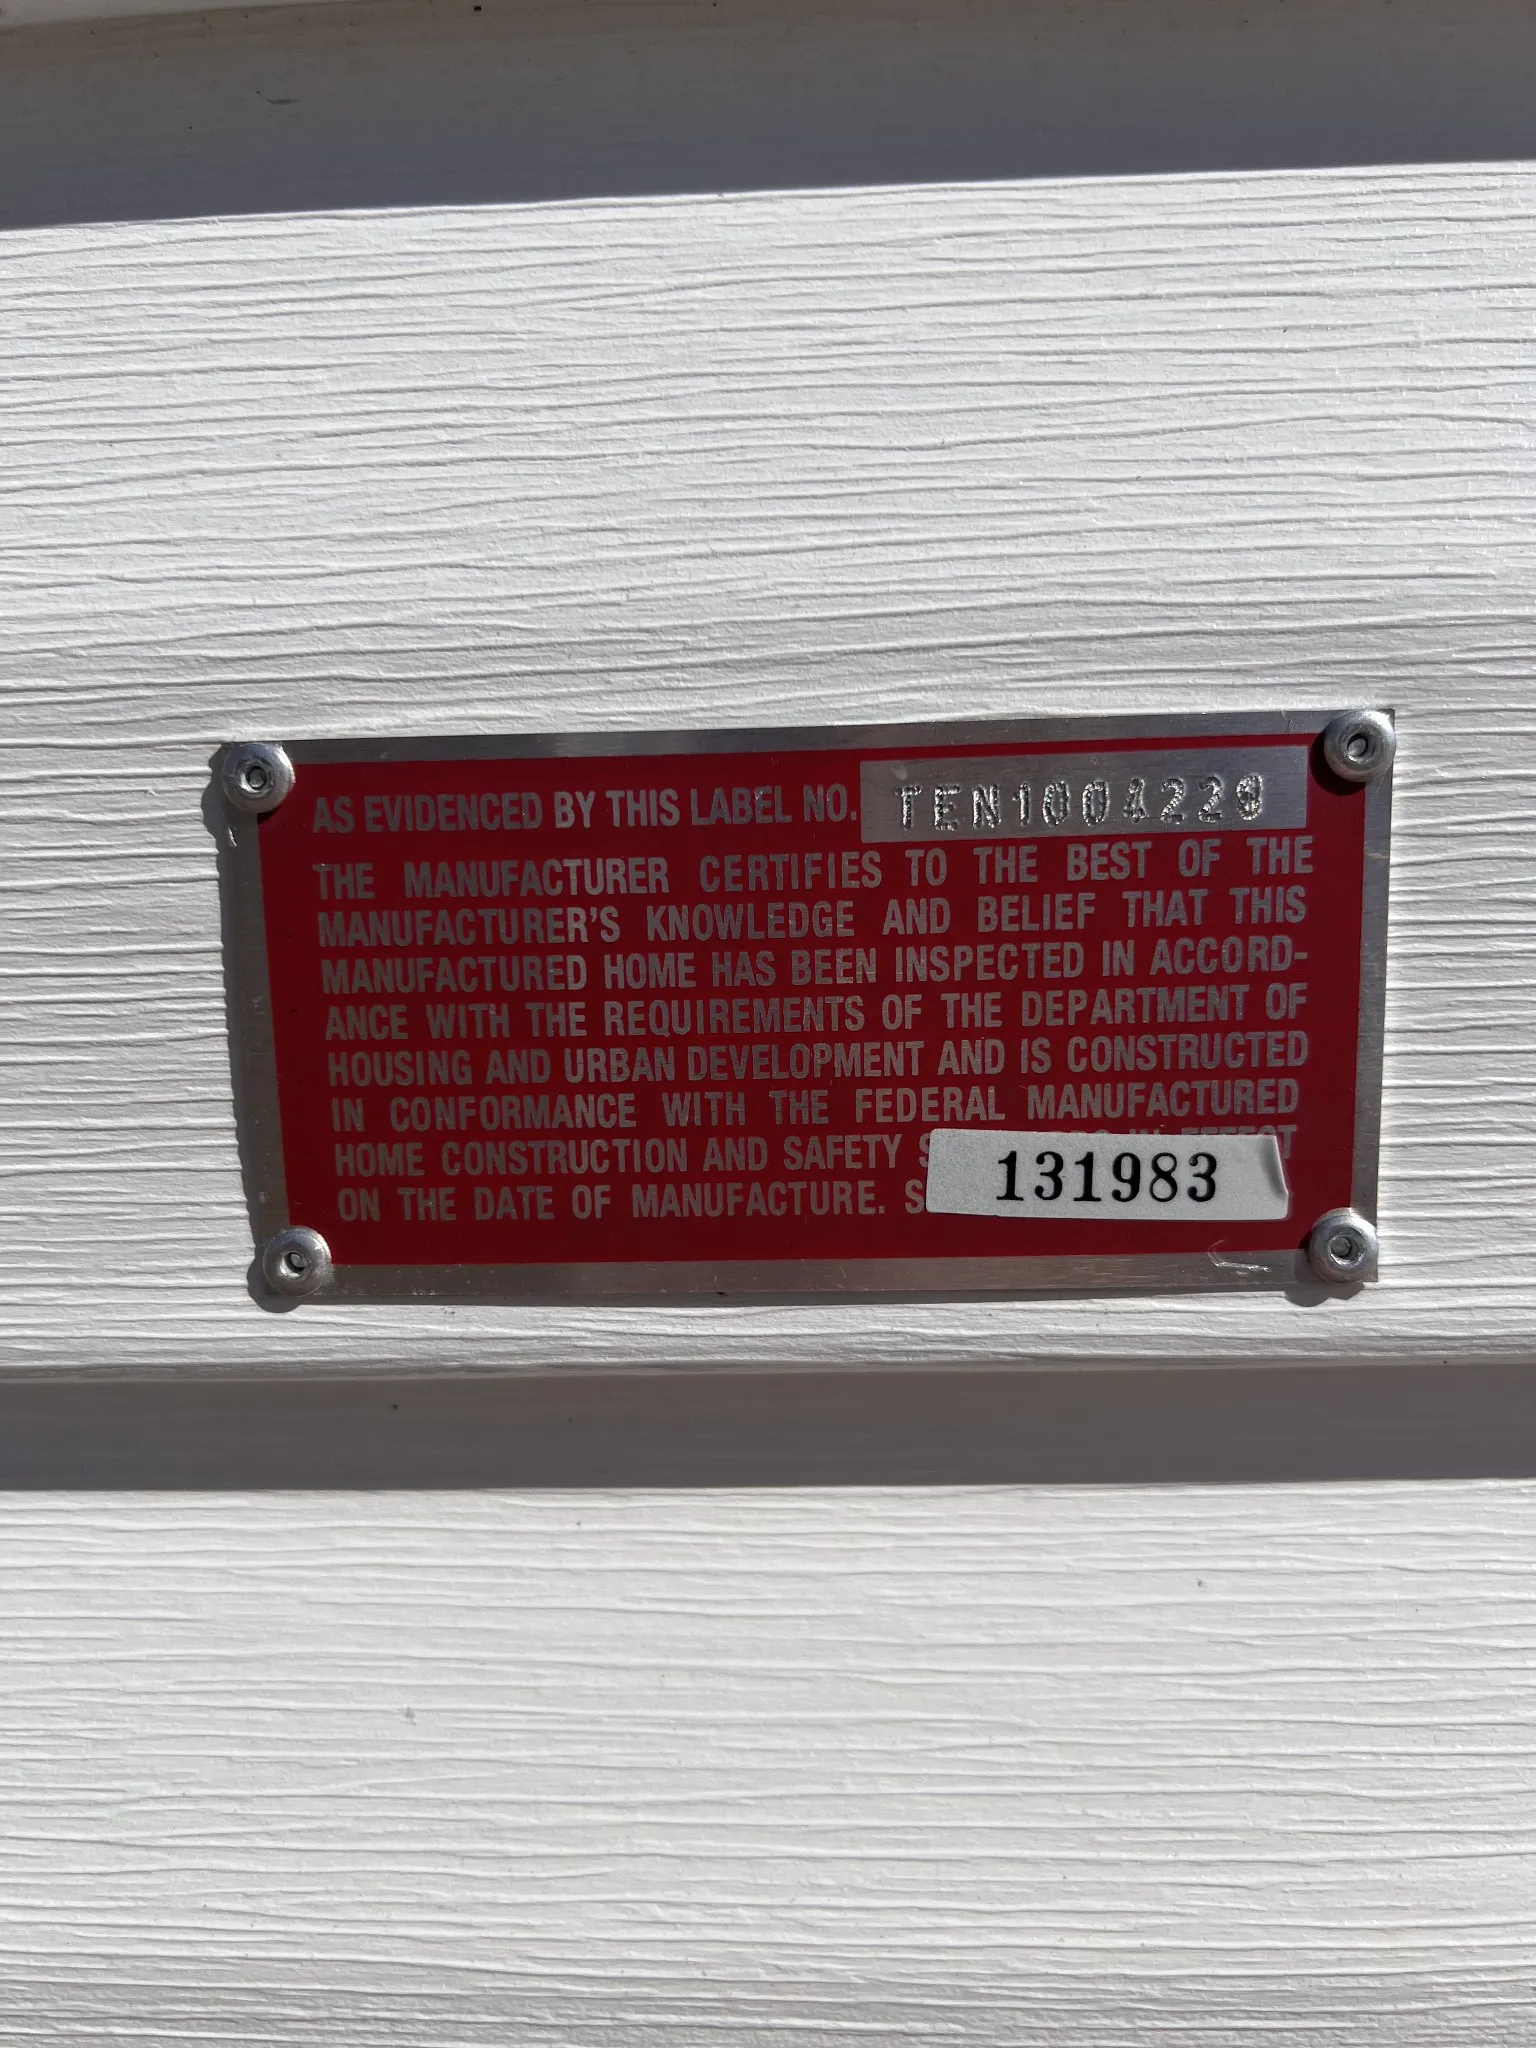 AS EVIDENCED BY THIS LABEL NO. TEN1004220
THE MANUFACTURER CERTIFIES TO THE BEST OF THE
MANUFACTURER'S KNOWLEDGE AND BELIEF THAT THIS
MANUFACTURED HOME HAS BEEN INSPECTED IN ACCORD-
ANCE WITH THE REQUIREMENTS OF THE DEPARTMENT OF
HOUSING AND URBAN DEVELOPMENT AND IS CONSTRUCTED
IN CONFORMANCE WITH THE FEDERAL MANUFACTURED
HOME CONSTRUCTION AND SAFETY
ON THE DATE OF MANUFACTURE.
131983